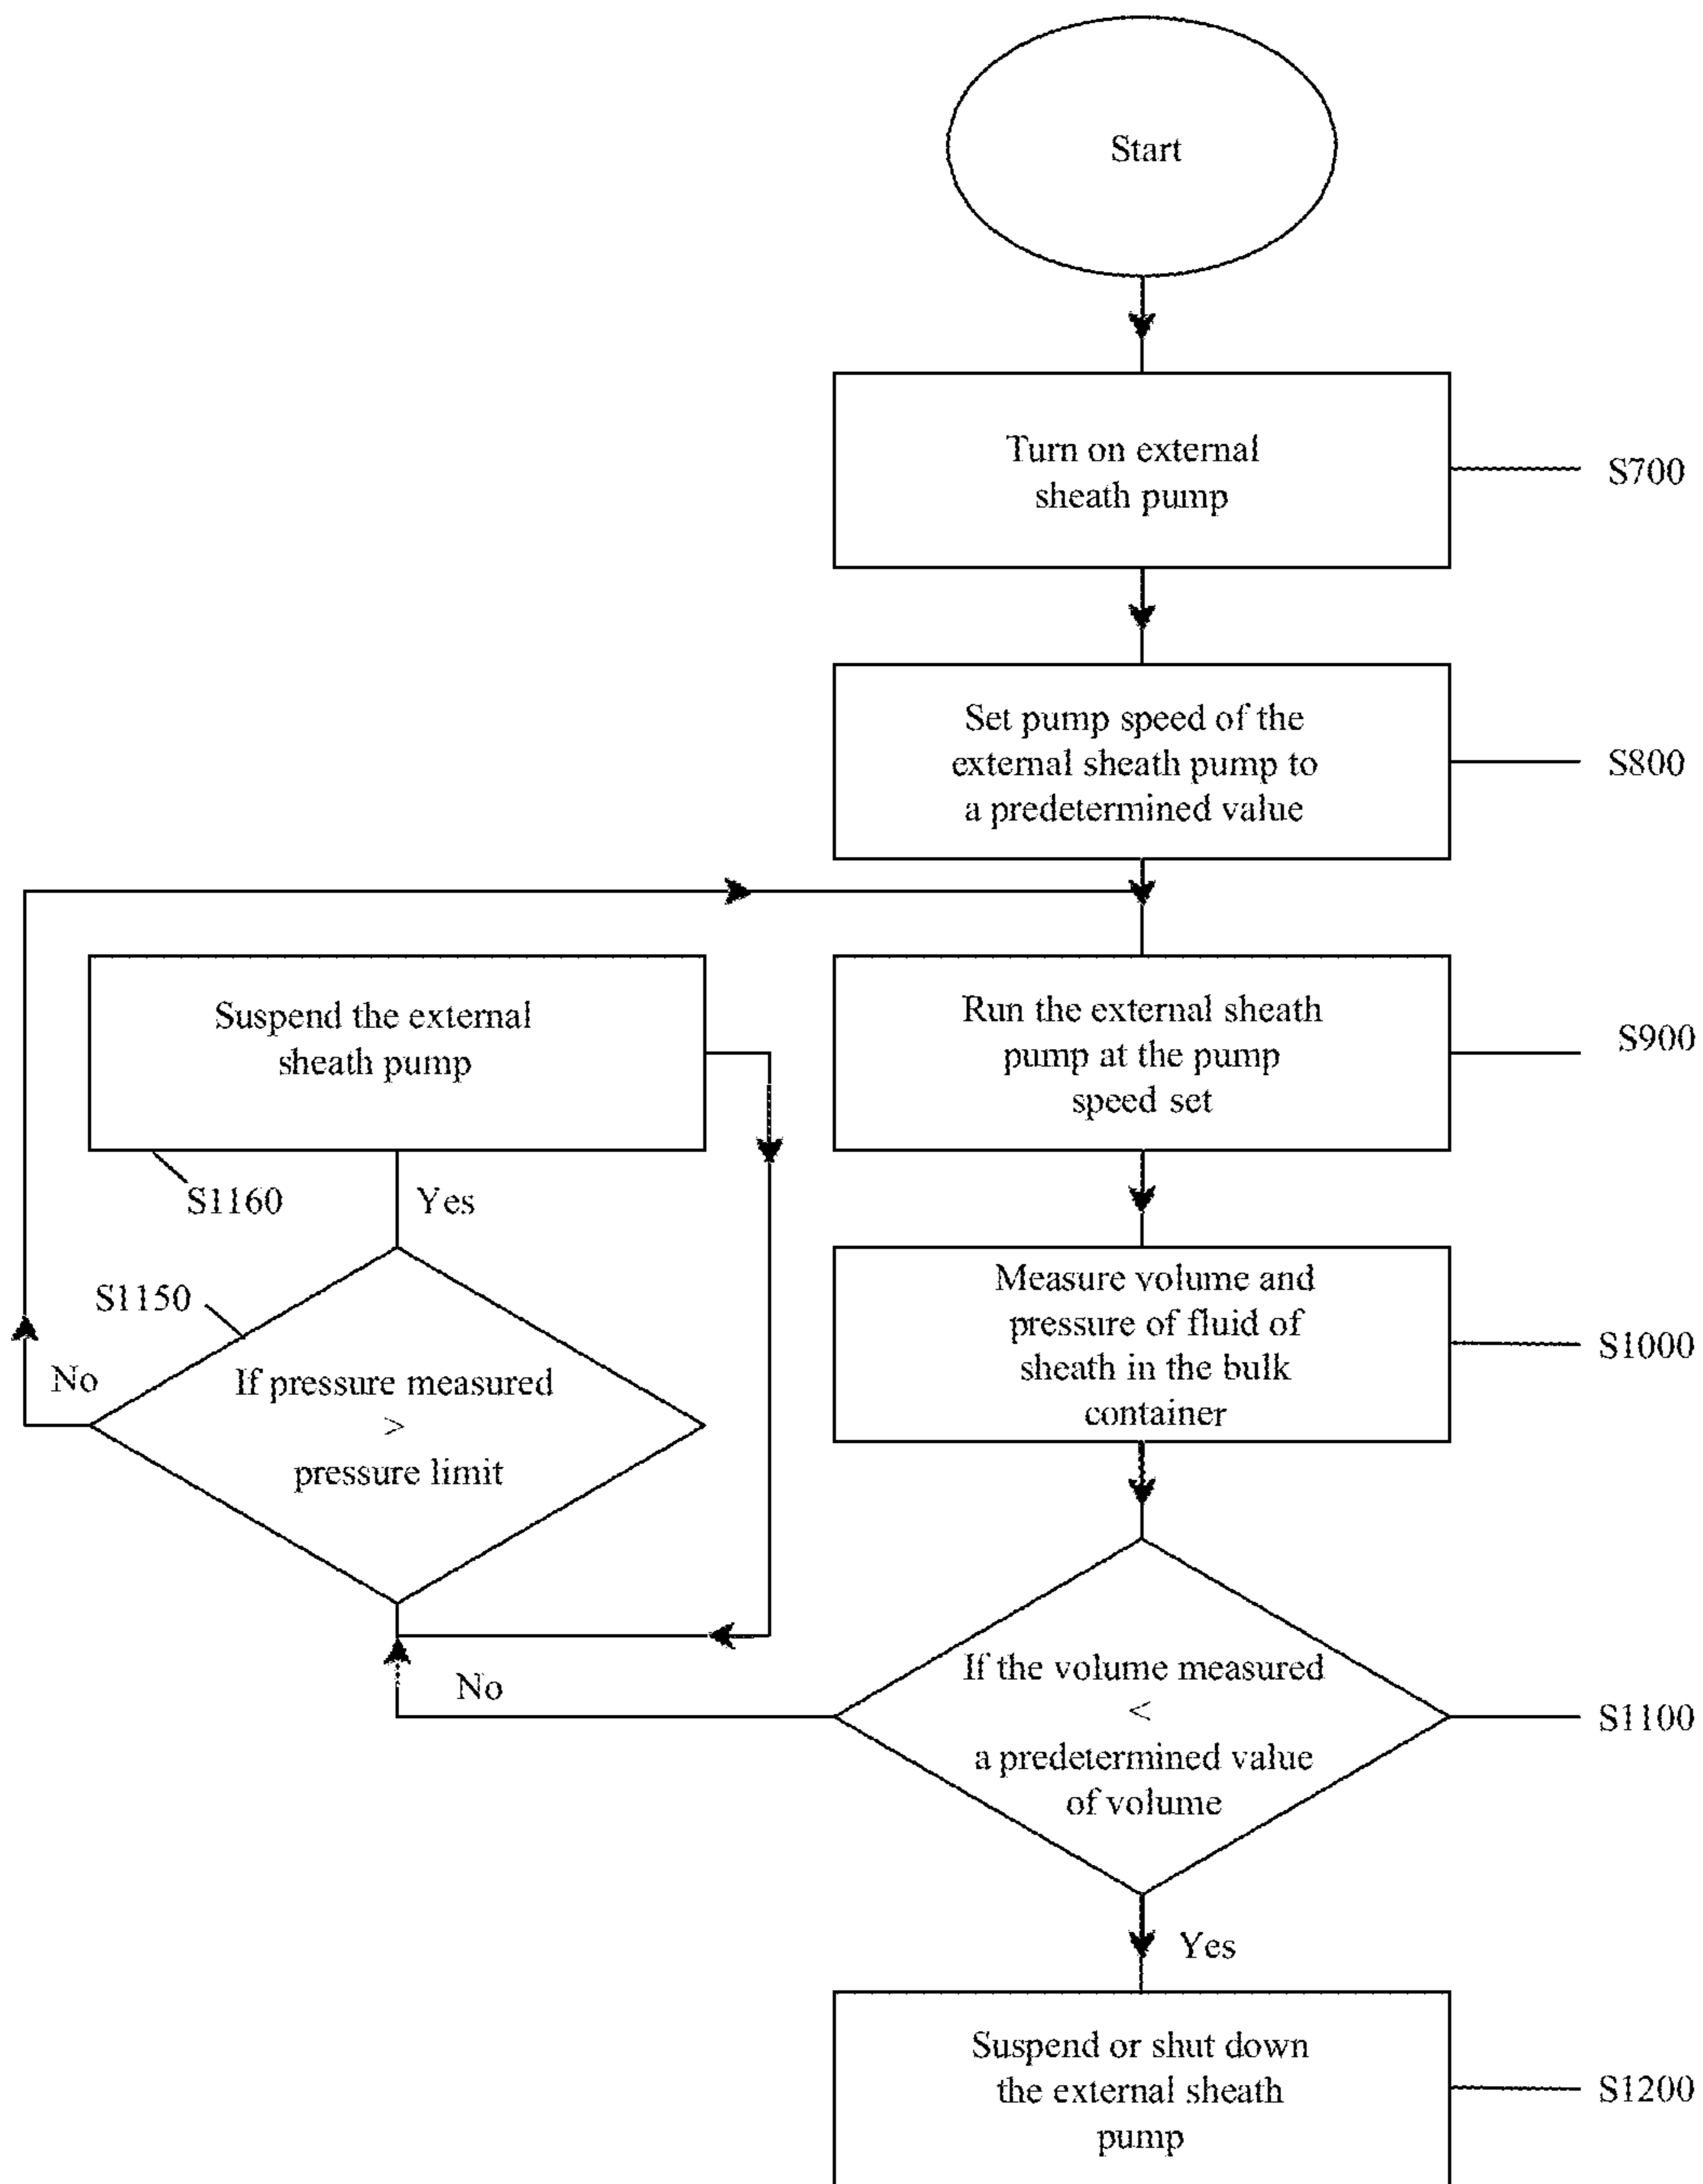 Start
Turn on external
sheath pump
S700
Set pump speed of the
external sheath pump to
a predetermined value
S800
Suspend the external
sheath pump
S1160
Run the external sheath
pump at the pump
speed set
S900
Yes
S1150
If pressure measured
>
pressure limit
No
Measure volume and
pressure of fluid of
sheath in the bulk
container
S1000
No
If the volume measured
<
a predetermined value
of volume
S1100
Yes
Suspend or shut down
the external sheath
pump
S1200